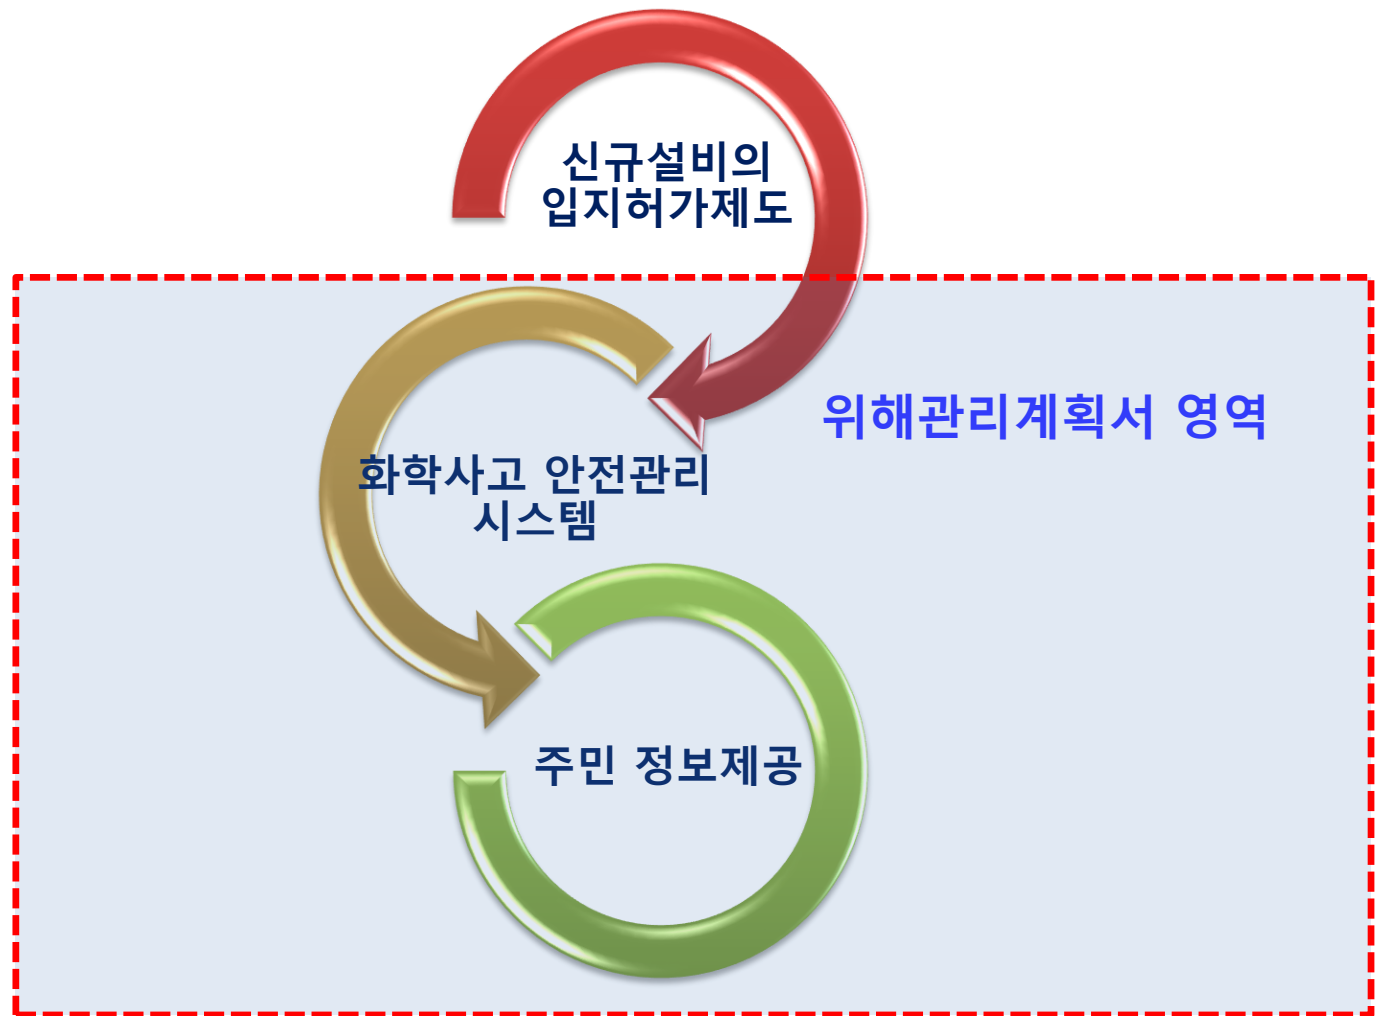 신규설비의
입지허가제도
위해관리계획서 영역
화학사고 안전관리
시스템
주민 정보제공